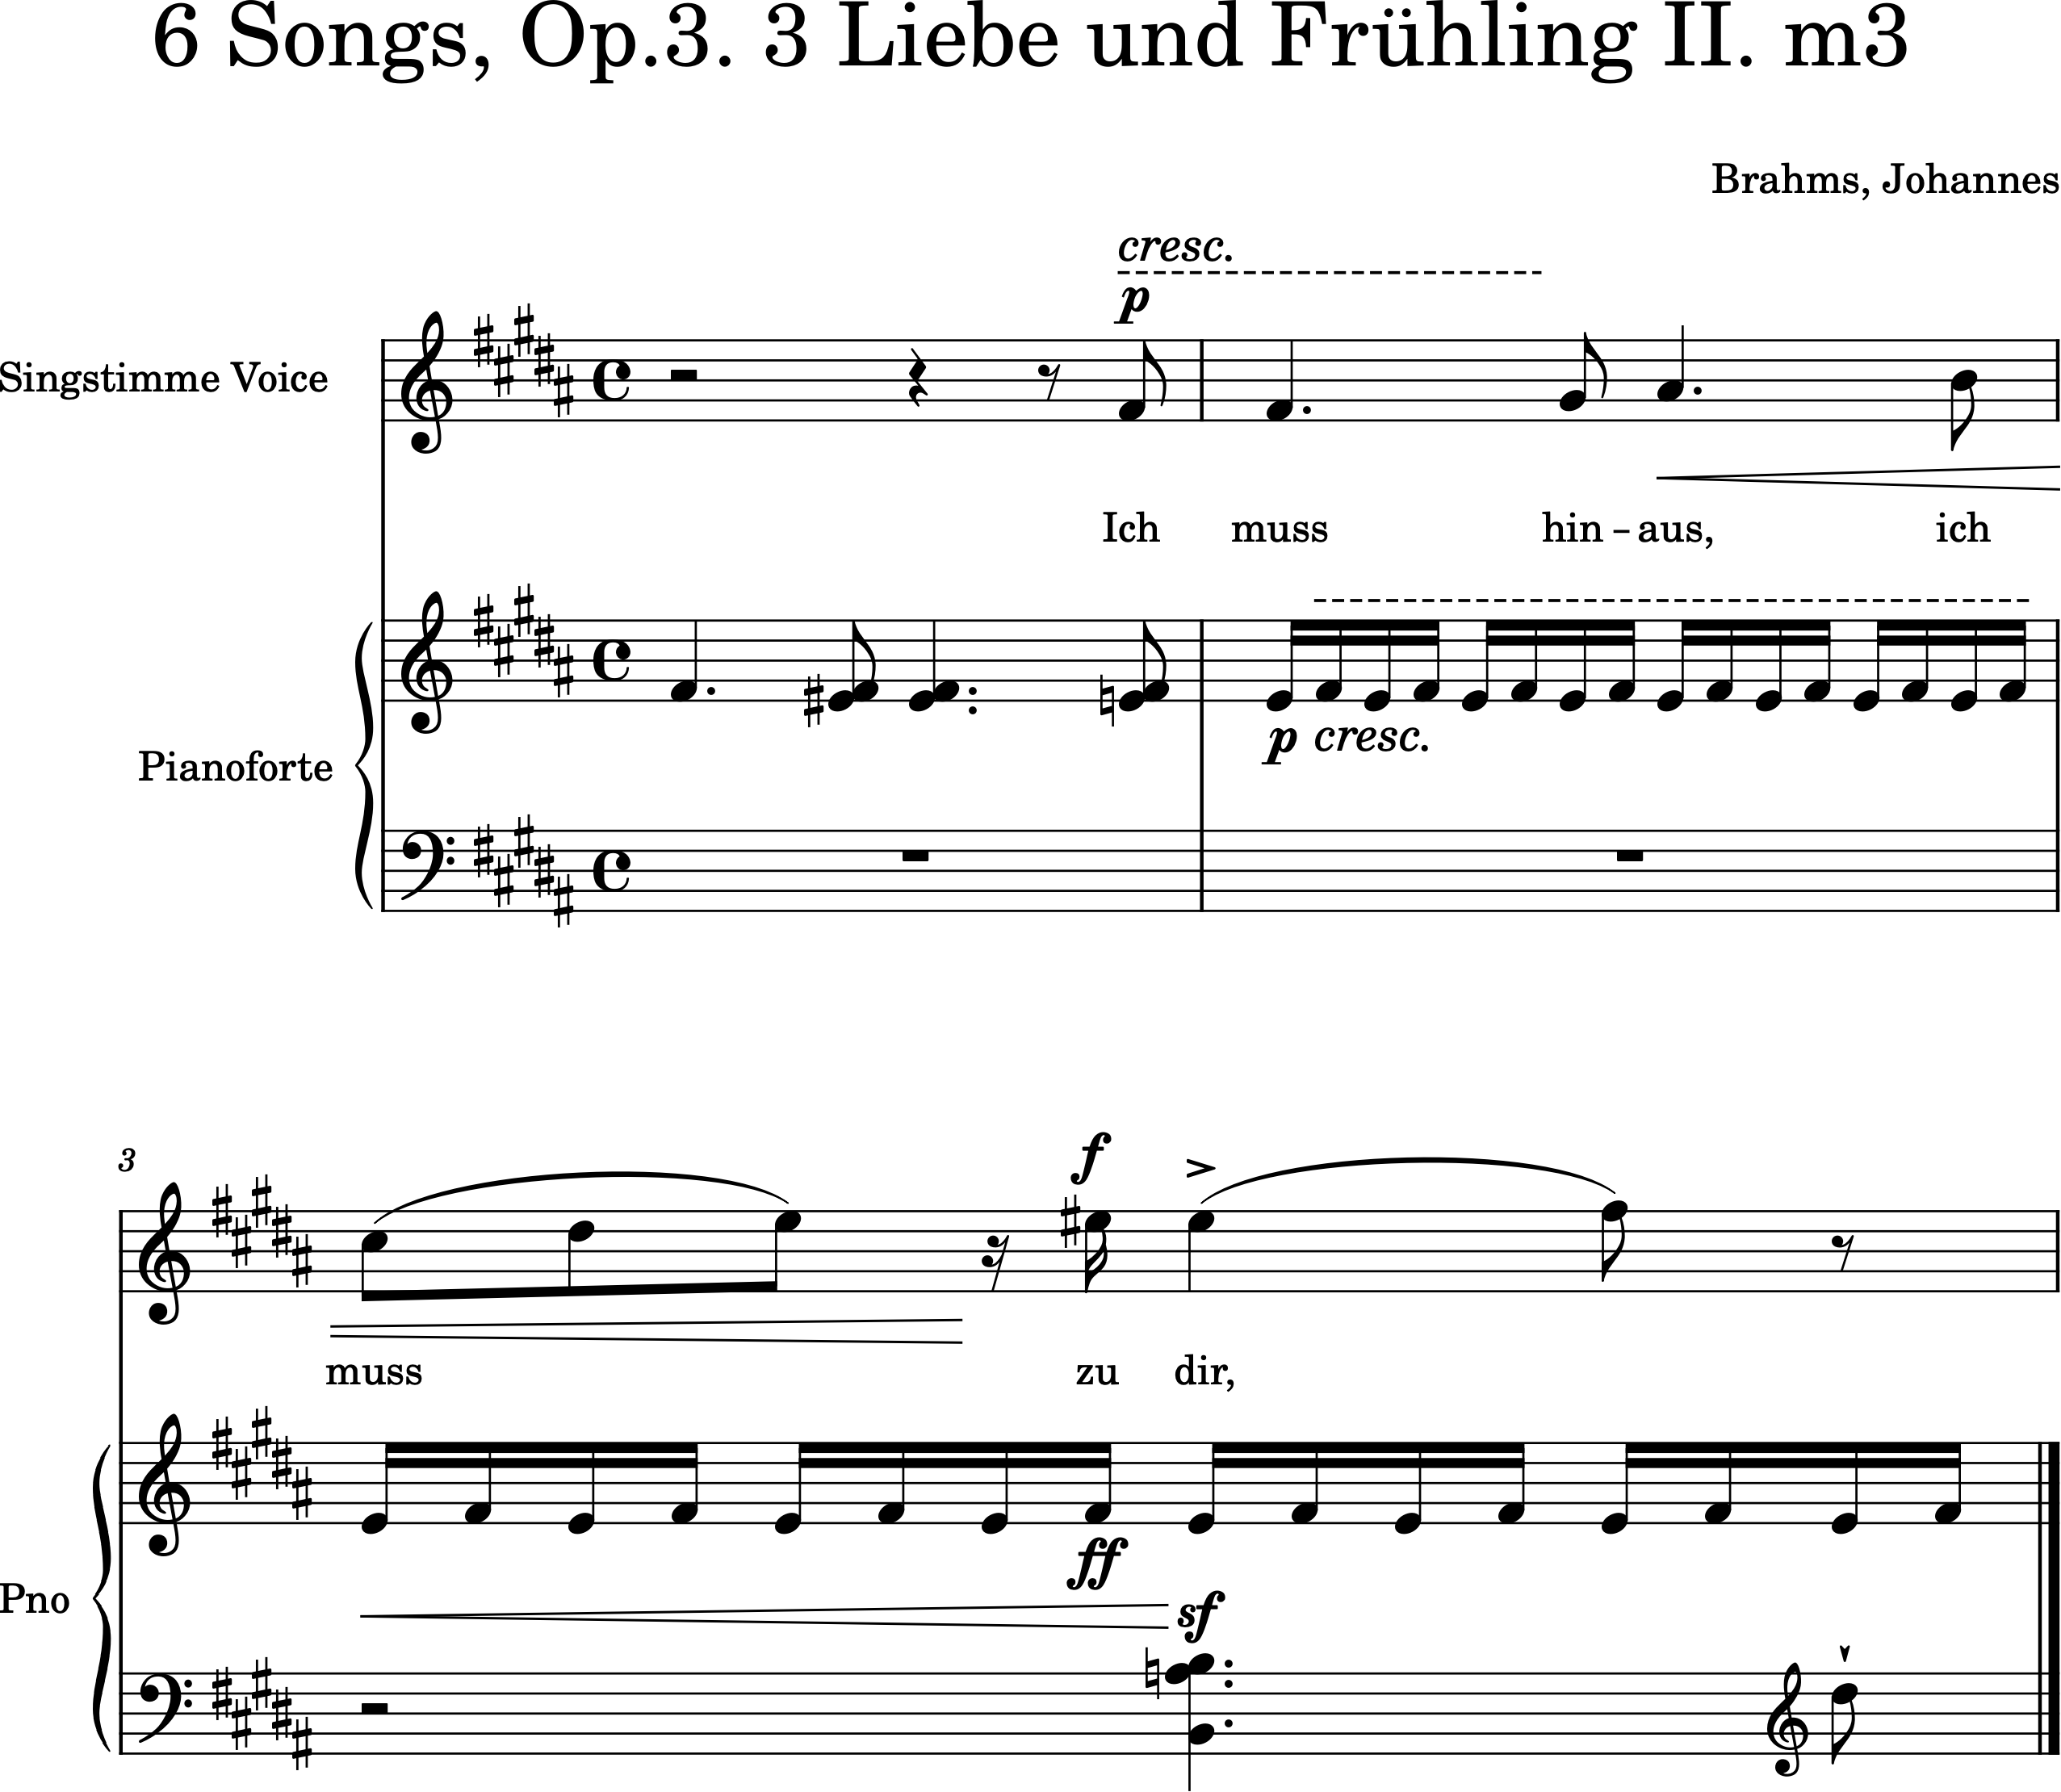 6 Songs, Op.3. 3 Liebe und Frühling II. m3
Brahms, Johannes
cresc.
p
Singstimme Voice
Ich muss hin – aus, ich
Pianoforte
p cresc.
3
f
muss zu dir,
ff
Pno
sf